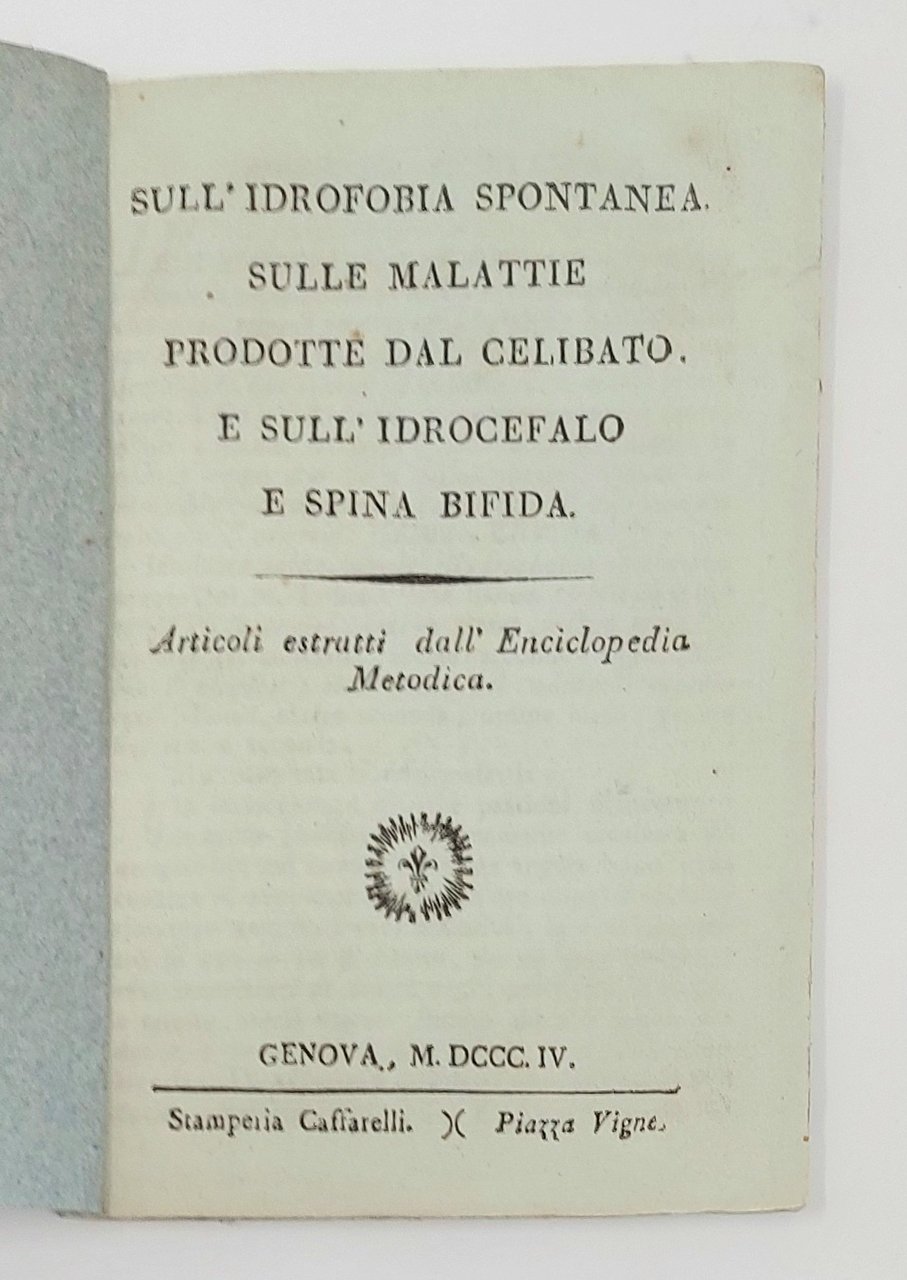 SULL' IDROFOBIA SPONTANEA.
SULLE MALATTIE
PRODOTTE DAL CELIBATO.
E SULL' IDROCEFALO
E SPINA BIFIDA.
Articoli estratti dall' Enciclopedia
Metodica.
GENOVA., M. DCCC. IV.
Stamperia Caffarelli. )( Piazza Vigne.